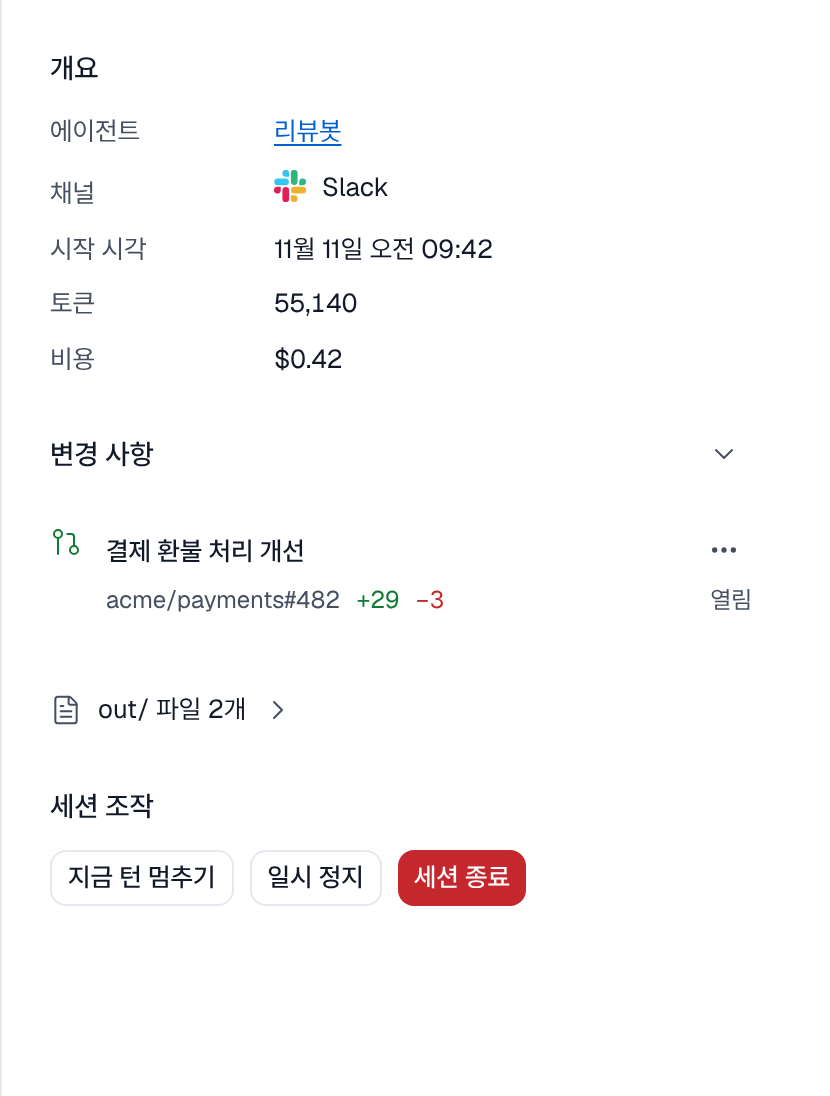 개요
에이전트 리뷰봇
채널 Slack
시작 시각 11월 11일 오전 09:42
토큰 55,140
비용 $0.42
변경 사항
결제 환불 처리 개선
acme/payments#482 +29 −3 열림
out/ 파일 2개
세션 조작
지금 턴 멈추기 일시 정지 세션 종료